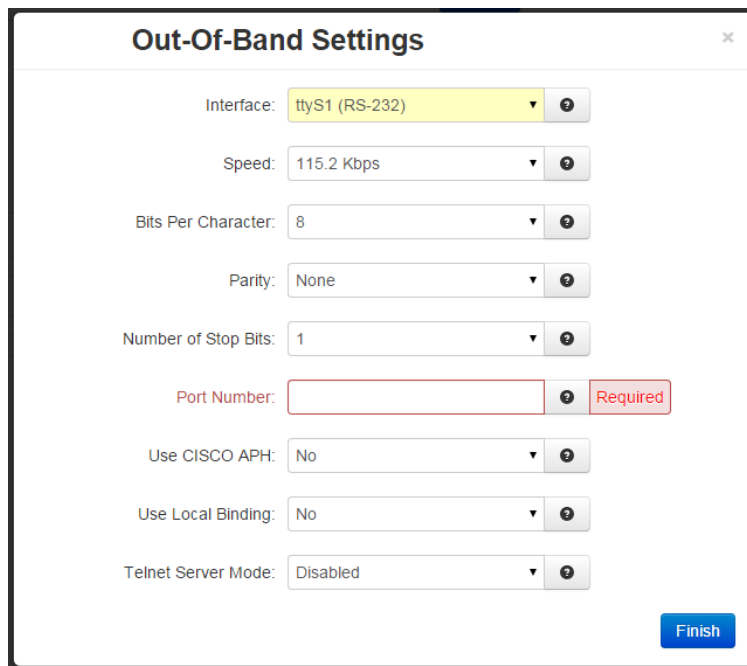 Out-Of-Band Settings ×
Interface: ttyS1 (RS-232)
Speed: 115.2 Kbps
Bits Per Character: 8
Parity: None
Number of Stop Bits: 1
Port Number: Required
Use CISCO APH: No
Use Local Binding: No
Telnet Server Mode: Disabled
Finish